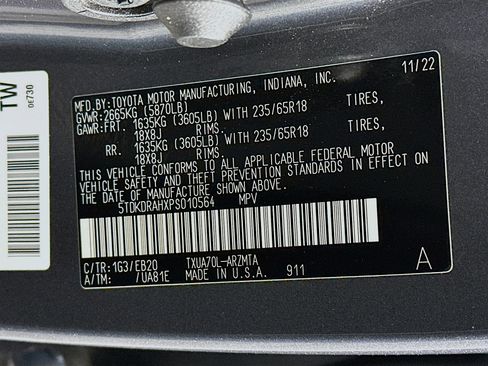 TW
0E730
MFD.BY:TOYOTA MOTOR MANUFACTURING, INDIANA, INC. 11/22
GVWR:2665KG (5870LB)
GAWR:FRT. 1635KG (3605LB) WITH 235/65R18 TIRES,
18X8J RIMS.
RR. 1635KG (3605LB) WITH 235/65R18 TIRES,
18X8J RIMS.
THIS VEHICLE CONFORMS TO ALL APPLICABLE FEDERAL MOTOR
VEHICLE SAFETY AND THEFT PREVENTION STANDARDS IN EFFECT ON
THE DATE OF MANUFACTURE SHOWN ABOVE.
5TDKDRAHXPS010564 MPV
C/TR:1G3/EB20 TXUA70L-ARZMTA
A/TM: /UA81E MADE IN U.S.A. 911 A